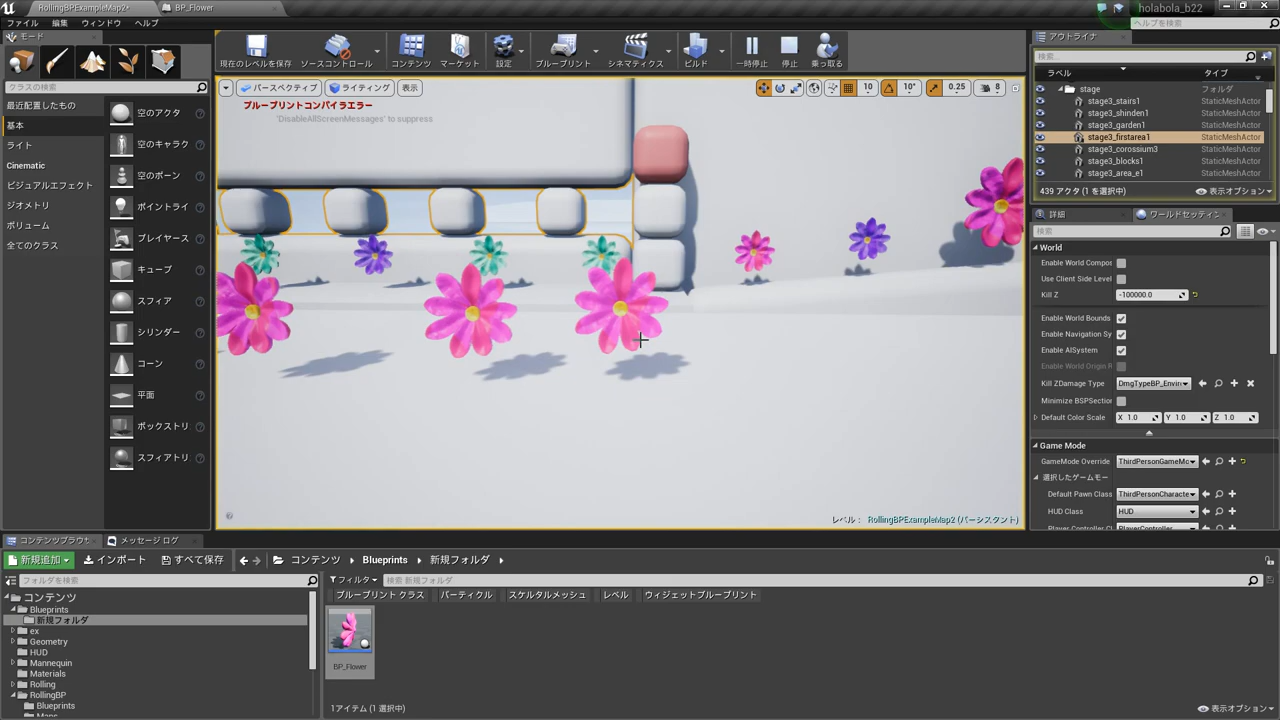 RollingBPExampleMap2*
BP_Flower
holabola_b22
ファイル 編集 ウィンドウ ヘルプ
ヘルプを検索
モード
クラスの検索
最近配置したもの
基本
ライト
Cinematic
ビジュアルエフェクト
ジオメトリ
ボリューム
全てのクラス
空のアクタ
空のキャラク
空のポーン
ポイントライ
プレイヤース
キューブ
スフィア
シリンダー
コーン
平面
ボックストリ
スフィアトリ
現在のレベルを保存 ソースコントロール コンテンツ マーケット 設定 ブループリント シネマティクス ビルド 一時停止 停止 乗っ取る
パースペクティブ ライティング 表示
10 10° 0.25 8
ブループリントコンパイラエラー
'DisableAllScreenMessages' to suppress
レベル： RollingBPExampleMap2 (パーシスタント)
アウトライナ
検索...
ラベル タイプ
stage フォルダ
stage3_stairs1 StaticMeshActor
stage3_shinden1 StaticMeshActor
stage3_garden1 StaticMeshActor
stage3_firstarea1 StaticMeshActor
stage3_corossium3 StaticMeshActor
stage3_blocks1 StaticMeshActor
stage3_area_e1 StaticMeshActor
439 アクタ (1 を選択中) 表示オプション
詳細 ワールドセッティン
検索
World
Enable World Compos
Use Client Side Level
Kill Z -100000.0
Enable World Bounds
Enable Navigation Sy
Enable AISystem
Enable World Origin R
Kill ZDamage Type DmgTypeBP_Envir
Minimize BSPSection
Default Color Scale X 1.0 Y 1.0 Z 1.0
Game Mode
GameMode Override ThirdPersonGameMc
選択したゲームモー
Default Pawn Class ThirdPersonCharacte
HUD Class HUD
Player Controller C PlayerController
コンテンツブラウ メッセージ ログ
新規追加 インポート すべて保存 コンテンツ Blueprints 新規フォルダ
フォルダを検索
フィルタ 検索 新規フォルダ
ブループリント クラス パーティクル スケルタルメッシュ レベル ウィジェットブループリント
コンテンツ
Blueprints
新規フォルダ
ex
Geometry
HUD
Mannequin
Materials
Rolling
RollingBP
Blueprints
Maps
BP_Flower
1アイテム (1 選択中)
表示オプション